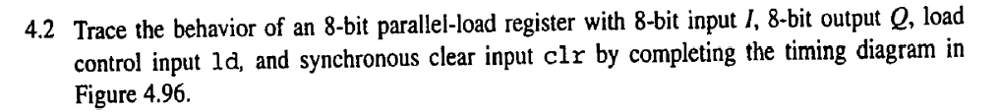 4.2 Trace the behavior of an 8-bit parallel-load register with 8-bit input I, 8-bit output Q, load
control input ld, and synchronous clear input clr by completing the timing diagram in
Figure 4.96.